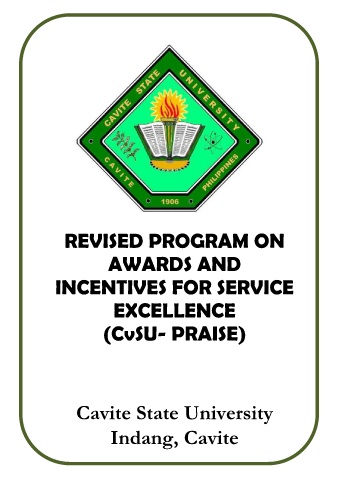 CAVITE STATE UNIVERSITY
CAVITE
PHILIPPINES
1906
REVISED PROGRAM ON
AWARDS AND
INCENTIVES FOR SERVICE
EXCELLENCE
(CvSU- PRAISE)
Cavite State University
Indang, Cavite